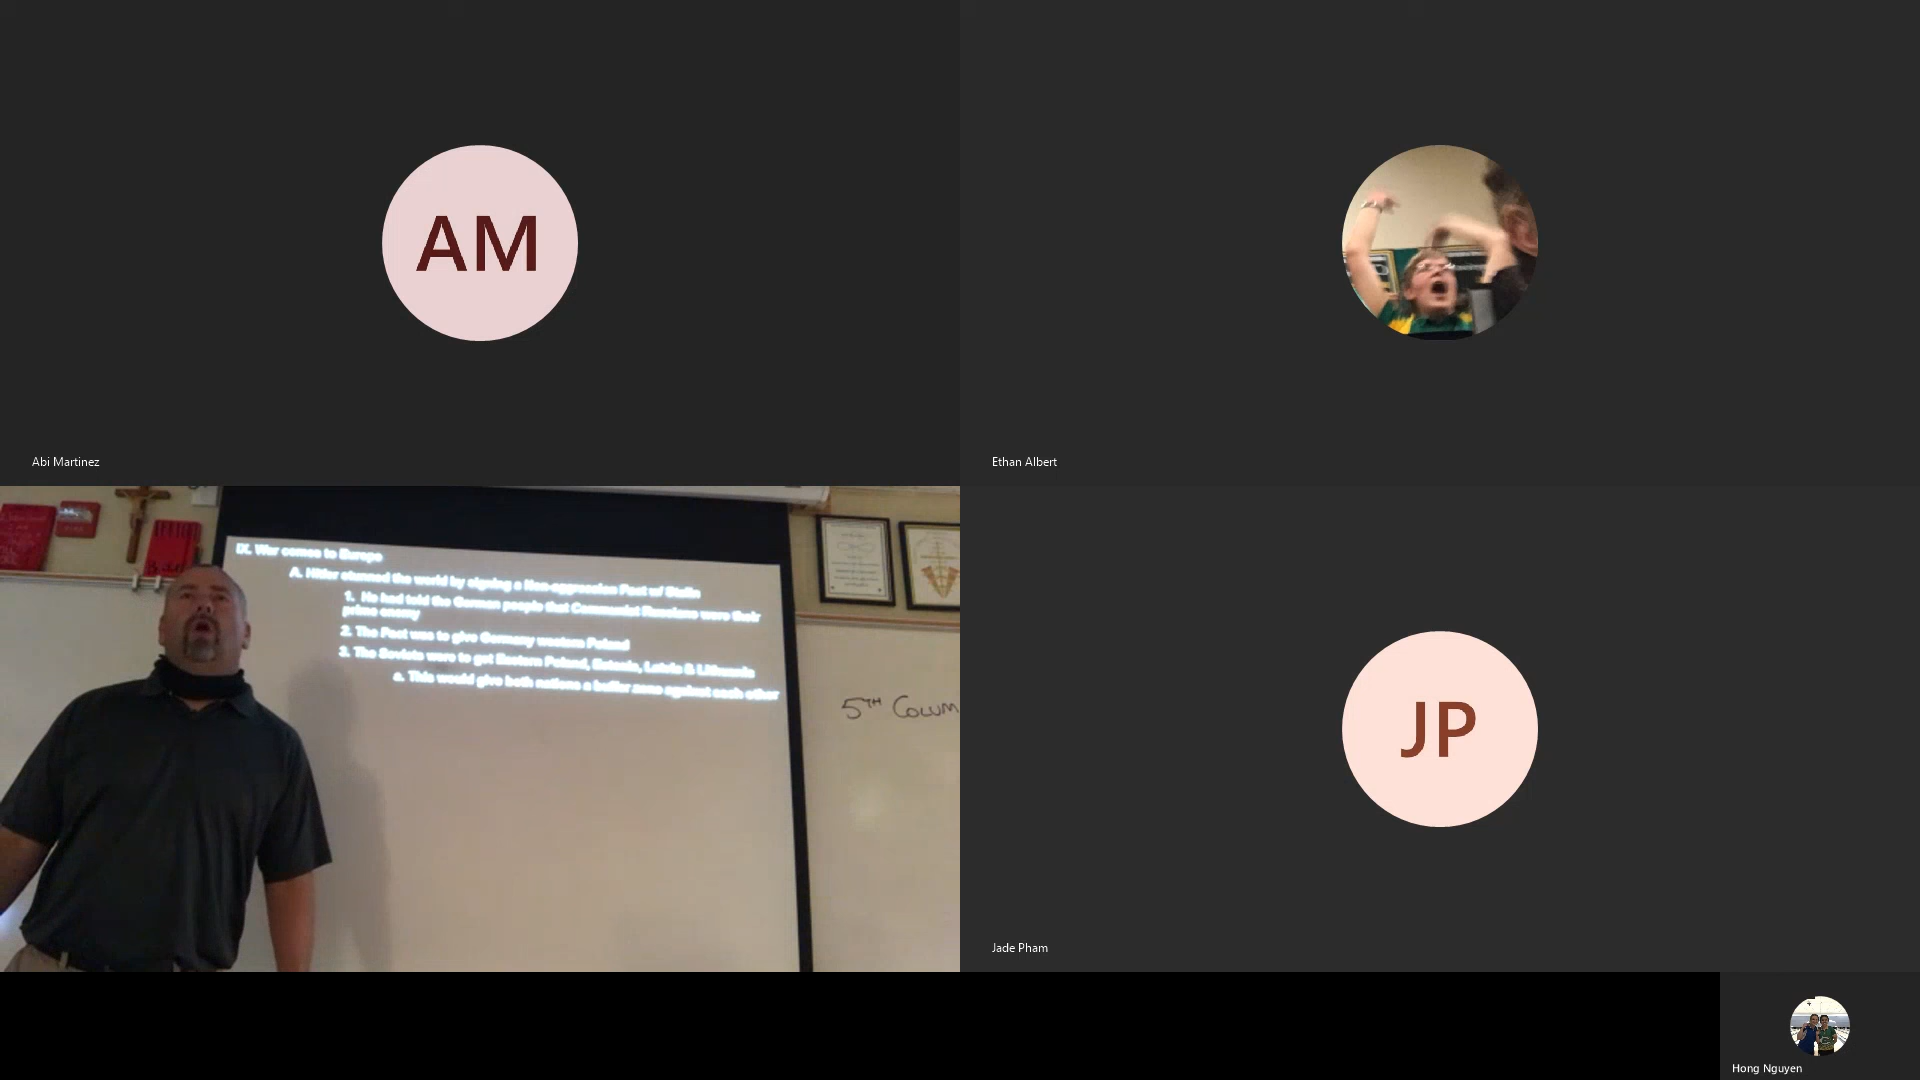 AM
Abi Martinez
Ethan Albert
IX. War comes to Europe
A. Hitler stunned the world by signing a Non-aggression Pact w/ Stalin
1. He had told the German people that Communist Russians were their
prime enemy
2. The Pact was to give Germany western Poland
3. The Soviets were to get Eastern Poland, Estonia, Latvia & Lithuania
a. This would give both nations a buffer zone against each other
5TH COLUM
JP
Jade Pham
Hong Nguyen